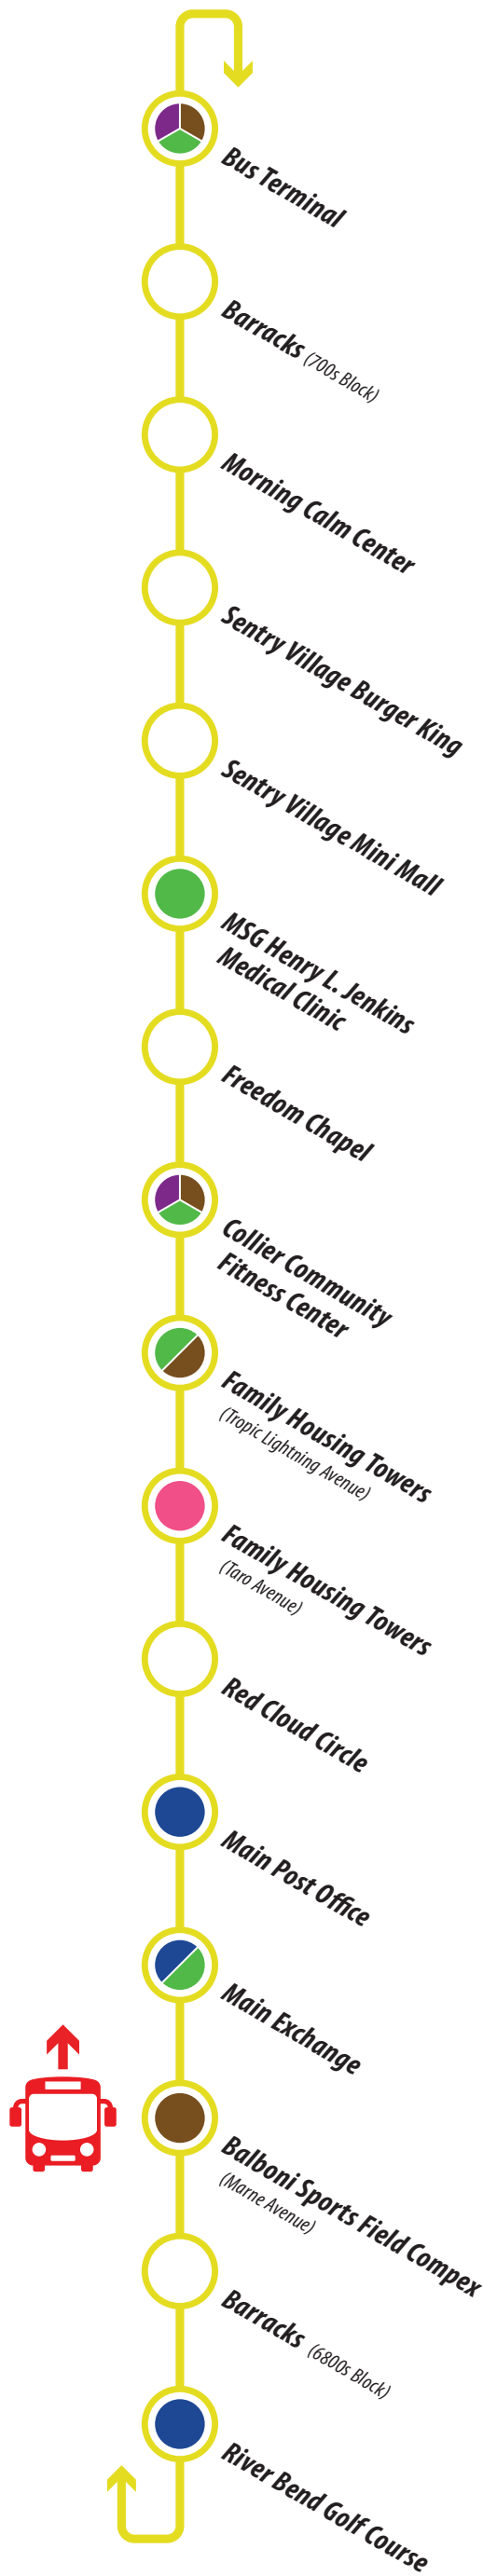 Bus Terminal
Barracks (700s Block)
Morning Calm Center
Sentry Village Burger King
Sentry Village Mini Mall
MSG Henry L. Jenkins
Medical Clinic
Freedom Chapel
Collier Community
Fitness Center
Family Housing Towers
(Tropic Lightning Avenue)
Family Housing Towers
(Taro Avenue)
Red Cloud Circle
Main Post Office
Main Exchange
Balboni Sports Field Compex
(Marne Avenue)
Barracks (6800s Block)
River Bend Golf Course